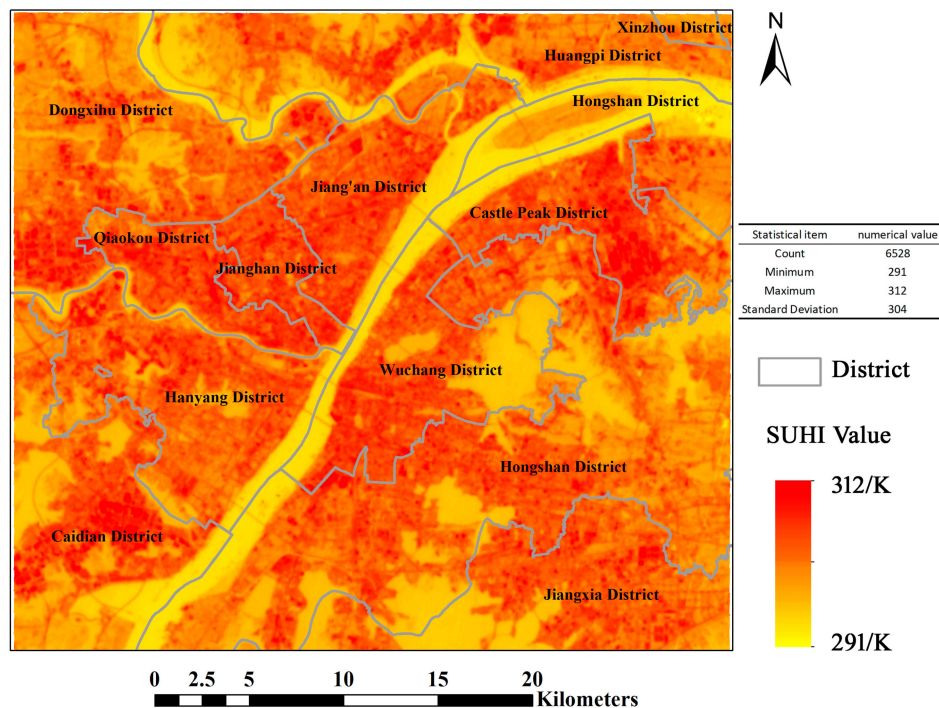 Xinzhou District
N
Huangpi District
Hongshan District
Dongxihu District
Jiang'an District
Castle Peak District
Qiaokou District
Jianghan District
Wuchang District
Hanyang District
Hongshan District
Caidian District
Jiangxia District
Statistical item numerical value
Count 6528
Minimum 291
Maximum 312
Standard Deviation 304
District
SUHI Value
312/K
291/K
0 2.5 5 10 15 20
Kilometers